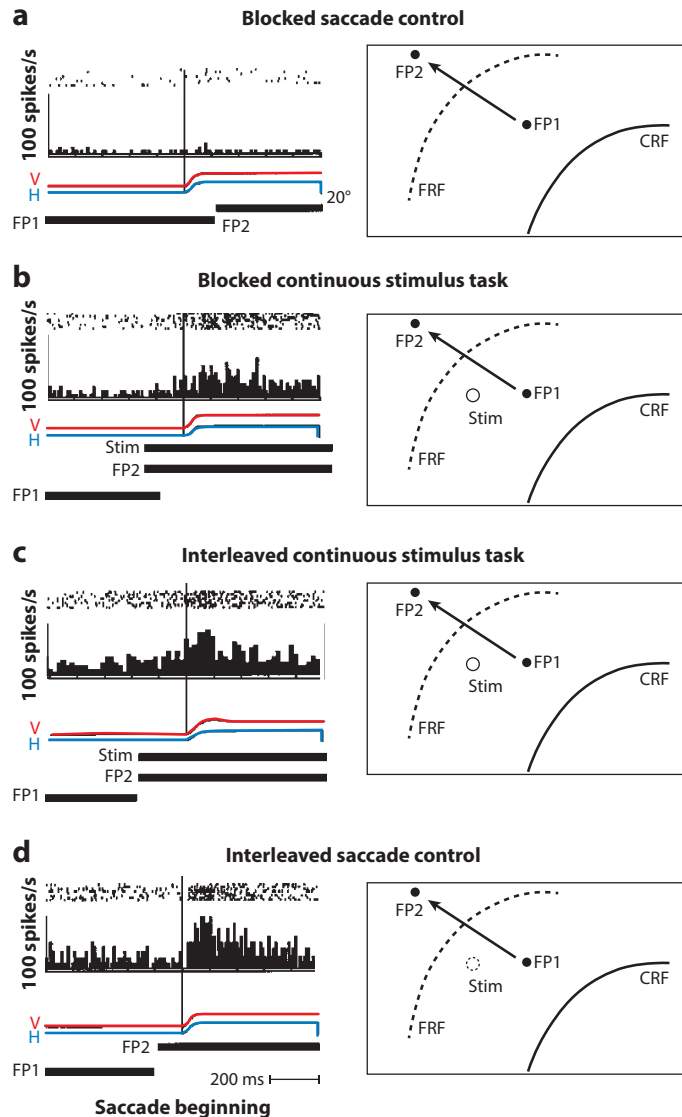 a
Blocked saccade control
100 spikes/s
V
H
20°
FP1
FP2
FP2
FP1
CRF
FRF
b
Blocked continuous stimulus task
100 spikes/s
V
H
Stim
FP2
FP1
FP2
FP1
Stim
CRF
FRF
c
Interleaved continuous stimulus task
100 spikes/s
V
H
Stim
FP2
FP1
FP2
FP1
Stim
CRF
FRF
d
Interleaved saccade control
100 spikes/s
V
H
FP2
FP1
200 ms
Saccade beginning
FP2
FP1
Stim
CRF
FRF